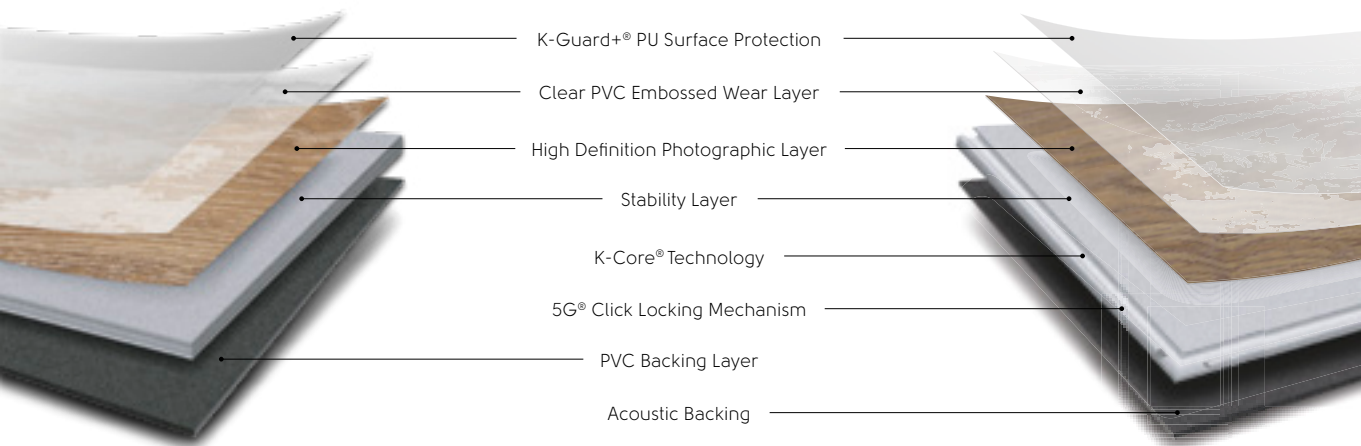 K-Guard+® PU Surface Protection
Clear PVC Embossed Wear Layer
High Definition Photographic Layer
Stability Layer
K-Core® Technology
5G® Click Locking Mechanism
PVC Backing Layer
Acoustic Backing